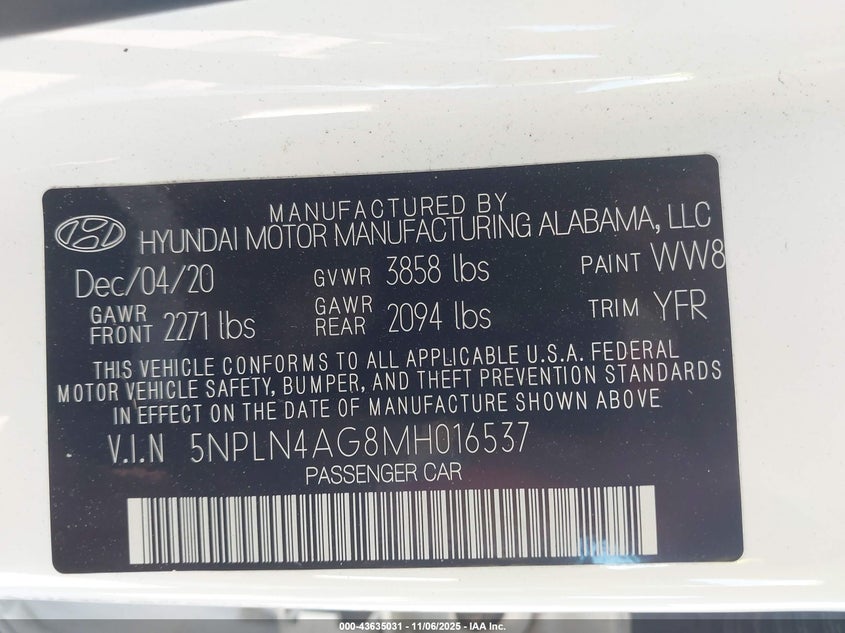 MANUFACTURED BY
HYUNDAI MOTOR MANUFACTURING ALABAMA, LLC
Dec/04/20 GVWR 3858 lbs PAINT WW8
GAWR FRONT 2271 lbs GAWR REAR 2094 lbs TRIM YFR
THIS VEHICLE CONFORMS TO ALL APPLICABLE U.S.A. FEDERAL
MOTOR VEHICLE SAFETY, BUMPER, AND THEFT PREVENTION STANDARDS
IN EFFECT ON THE DATE OF MANUFACTURE SHOWN ABOVE
V.I.N 5NPLN4AG8MH016537
PASSENGER CAR
000-43635031 - 11/06/2025 - IAA Inc.